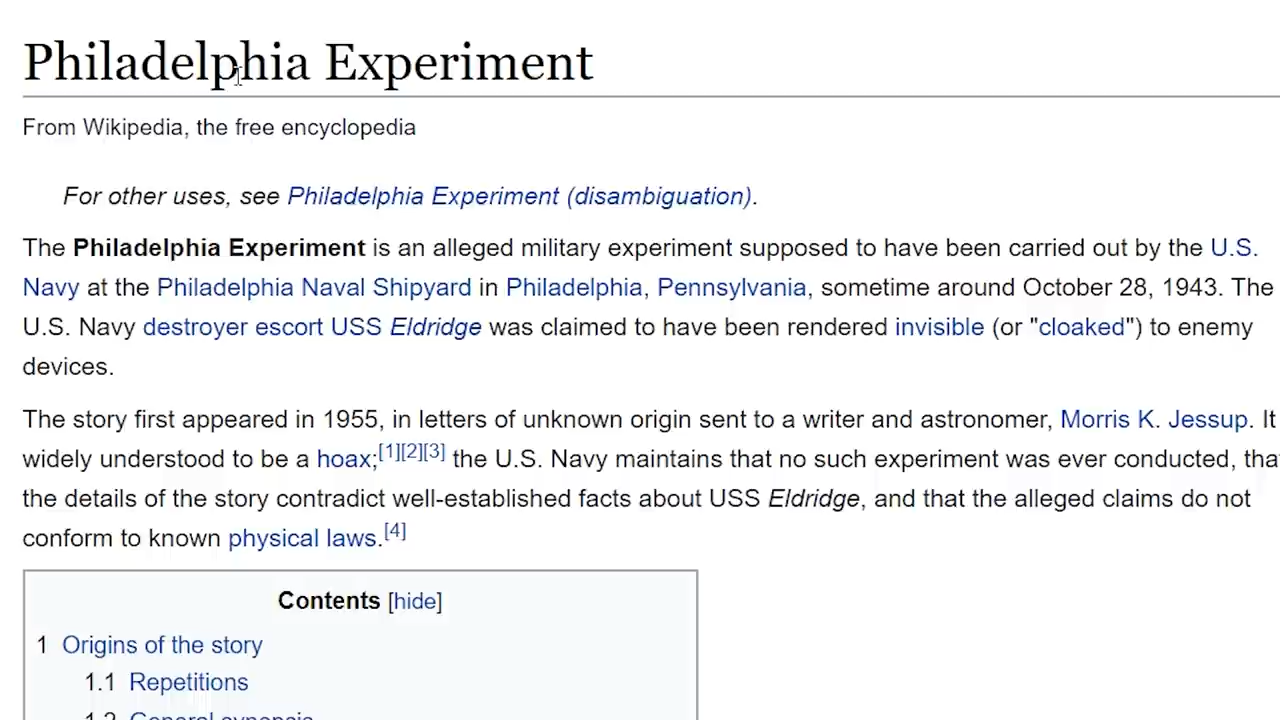 Philadelphia Experiment
From Wikipedia, the free encyclopedia
For other uses, see Philadelphia Experiment (disambiguation).
The Philadelphia Experiment is an alleged military experiment supposed to have been carried out by the U.S.
Navy at the Philadelphia Naval Shipyard in Philadelphia, Pennsylvania, sometime around October 28, 1943. The
U.S. Navy destroyer escort USS Eldridge was claimed to have been rendered invisible (or "cloaked") to enemy
devices.
The story first appeared in 1955, in letters of unknown origin sent to a writer and astronomer, Morris K. Jessup. It
widely understood to be a hoax;[1][2][3] the U.S. Navy maintains that no such experiment was ever conducted, tha
the details of the story contradict well-established facts about USS Eldridge, and that the alleged claims do not
conform to known physical laws.[4]
Contents [hide]
1 Origins of the story
1.1 Repetitions
1.2 General synopsis